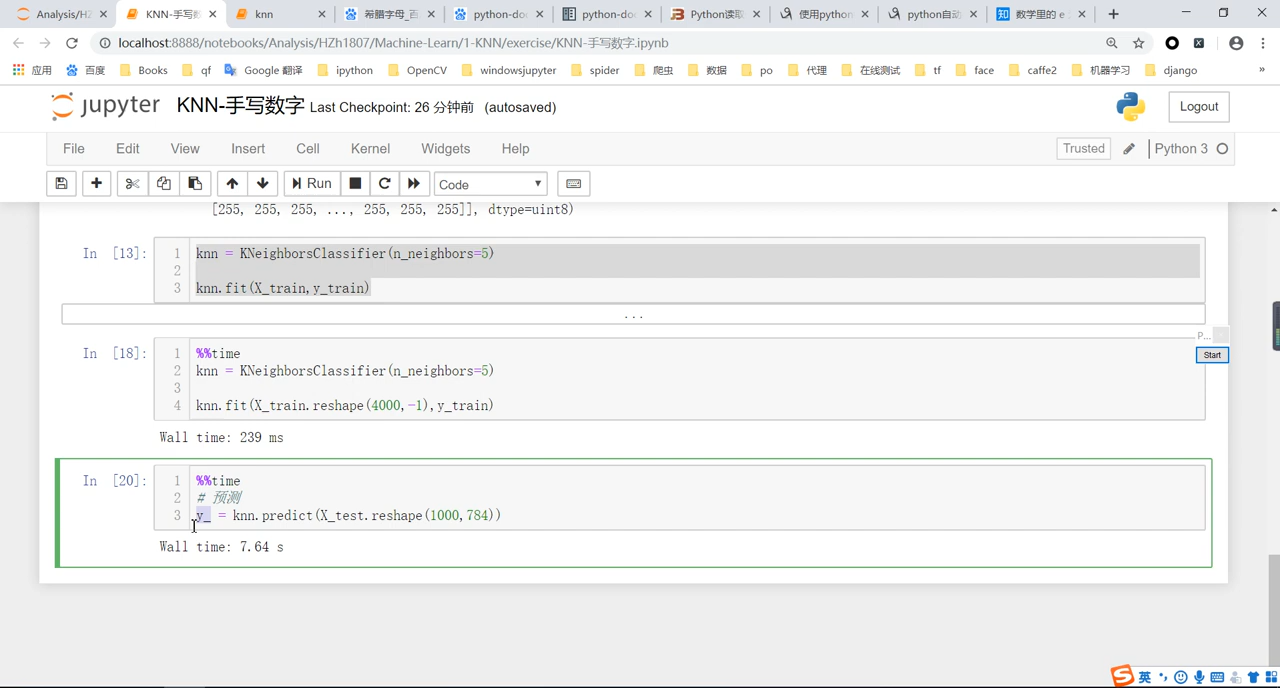 Analysis/HZ
KNN-手写数
knn
希腊字母_百
python-do
python-doc
Python读取
使用python
python自动
数学里的 e
localhost:8888/notebooks/Analysis/HZh1807/Machine-Learn/1-KNN/exercise/KNN-手写数字.ipynb
应用 百度 Books qf Google 翻译 ipython OpenCV windowsjupyter spider 爬虫 数据 po 代理 在线测试 tf face caffe2 机器学习 django »
jupyter KNN-手写数字 Last Checkpoint: 26 分钟前 (autosaved)
Logout
File Edit View Insert Cell Kernel Widgets Help
Trusted Python 3
Run Code
[255, 255, 255, ..., 255, 255, 255]], dtype=uint8)
In [13]:
1 knn = KNeighborsClassifier(n_neighbors=5)
2
3 knn.fit(X_train,y_train)
...
P...
Start
In [18]:
1 %%time
2 knn = KNeighborsClassifier(n_neighbors=5)
3
4 knn.fit(X_train.reshape(4000,-1),y_train)
Wall time: 239 ms
In [20]:
1 %%time
2 # 预测
3 y_ = knn.predict(X_test.reshape(1000,784))
Wall time: 7.64 s
英